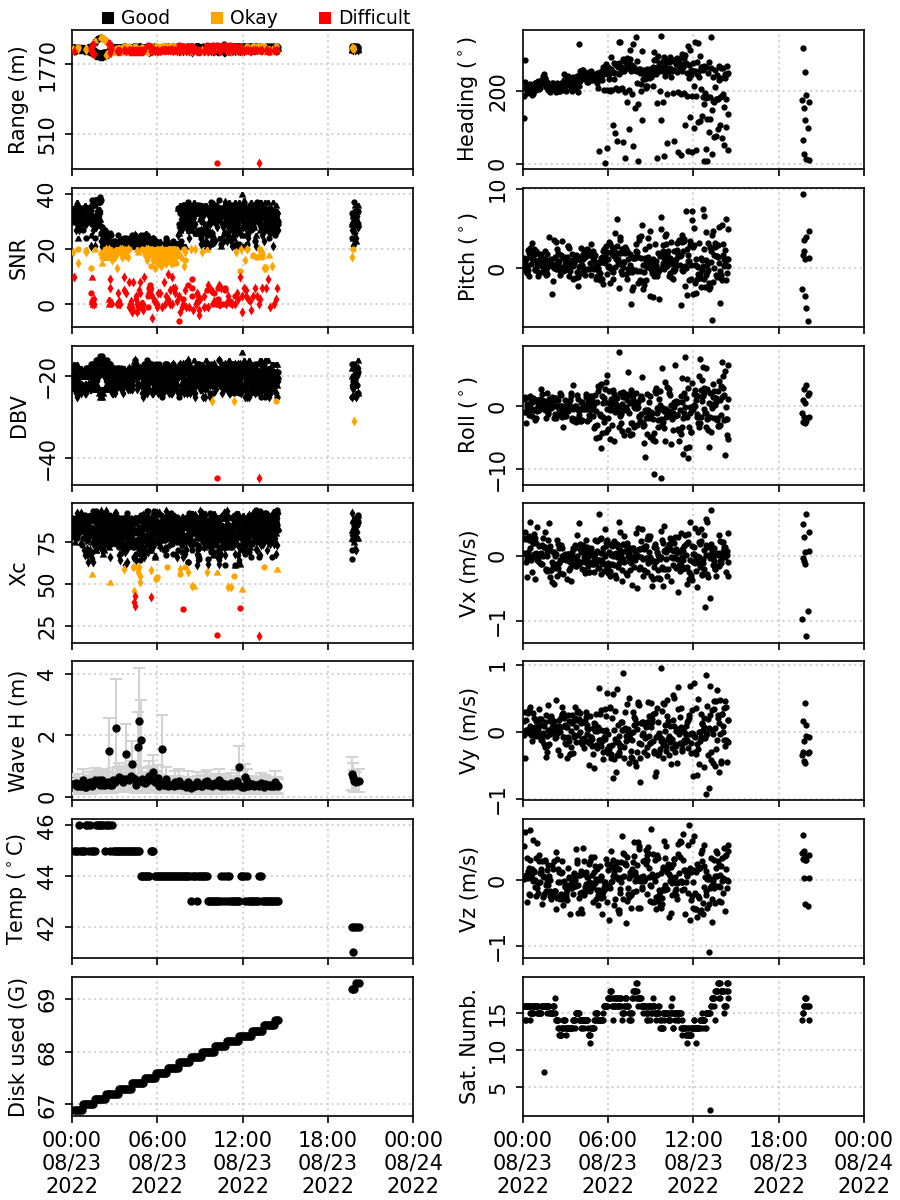 Good Okay Difficult
Range (m)
1770
510
Heading (°)
200
0
SNR
40
20
0
Pitch (°)
10
0
DBV
−20
−40
Roll (°)
0
−10
Xc
75
50
25
Vx (m/s)
0
−1
Wave H (m)
4
2
0
Vy (m/s)
1
0
−1
Temp (°C)
46
44
42
Vz (m/s)
0
−1
Disk used (G)
69
68
67
Sat. Numb.
15
10
5
00:00 06:00 12:00 18:00 00:00
08/23 08/23 08/23 08/23 08/24
2022 2022 2022 2022 2022
00:00 06:00 12:00 18:00 00:00
08/23 08/23 08/23 08/23 08/24
2022 2022 2022 2022 2022